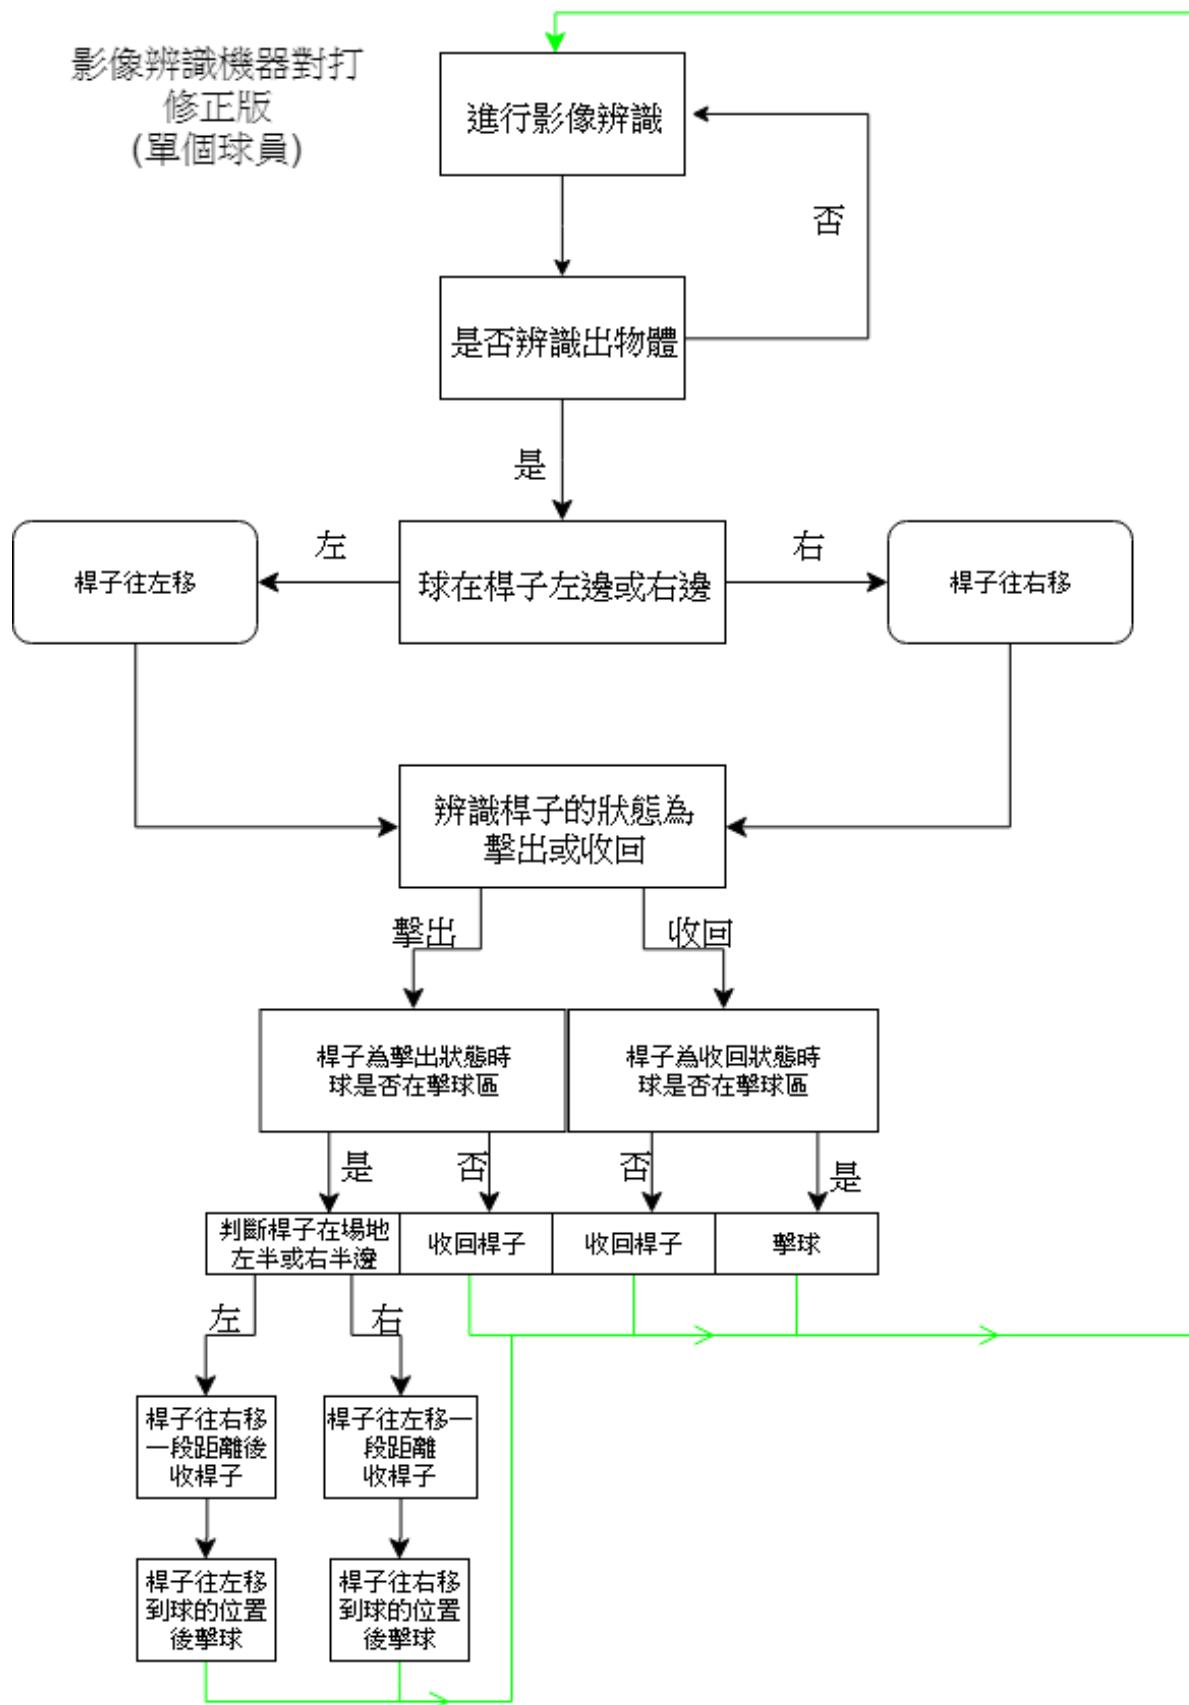 影像辨識機器對打
修正版
(單個球員)
進行影像辨識
否
是否辨識出物體
是
左
右
桿子往左移
球在桿子左邊或右邊
桿子往右移
辨識桿子的狀態為
擊出或收回
擊出
收回
桿子為擊出狀態時
球是否在擊球區
桿子為收回狀態時
球是否在擊球區
是
否
否
是
判斷桿子在場地
左半或右半邊
收回桿子
收回桿子
擊球
左
右
桿子往右移
一段距離後
收桿子
桿子往左移一
段距離
收桿子
桿子往左移
到球的位置
後擊球
桿子往右移
到球的位置
後擊球